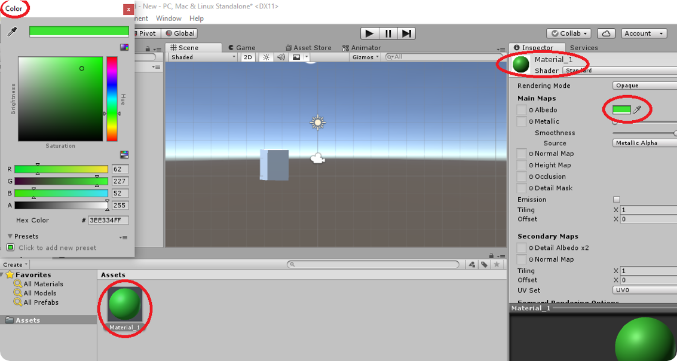 Color
- New - PC, Mac & Linux Standalone* <DX11>
onent Window Help
Pivot Global
Collab
Account
Scene
Game
Asset Store
Animator
Shaded
2D
Gizmos
All
Inspector
Services
Material_1
Shader Standard
Rendering Mode Opaque
Main Maps
Albedo
Metallic
Smoothness
Source Metallic Alpha
Normal Map
Height Map
Occlusion
Detail Mask
Emission
Tiling X 1
Offset X 0
Secondary Maps
Detail Albedo x2
Normal Map
Tiling X 1
Offset X 0
UV Set UV0
Forward Rendering Options
Material_1
Brightness
Hue
Saturation
R 62
G 227
B 52
A 255
Hex Color # 3EE334FF
Presets
Click to add new preset
Create
Favorites
All Materials
All Models
All Prefabs
Assets
Assets
Material_1